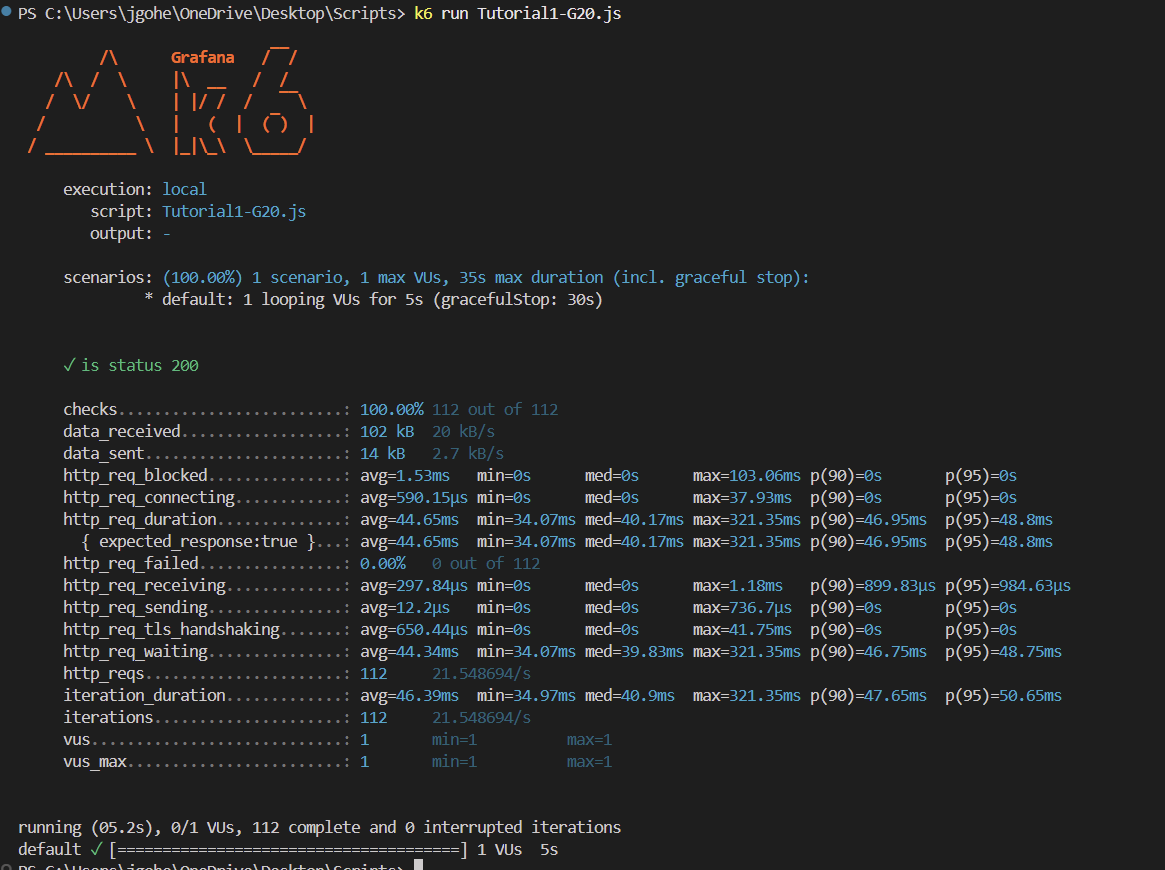 PS C:\Users\jgohe\OneDrive\Desktop\Scripts> k6 run Tutorial1-G20.js
Grafana
execution: local
script: Tutorial1-G20.js
output: -
scenarios: (100.00%) 1 scenario, 1 max VUs, 35s max duration (incl. graceful stop):
* default: 1 looping VUs for 5s (gracefulStop: 30s)
✓ is status 200
checks.........................: 100.00% 112 out of 112
data_received..................: 102 kB 20 kB/s
data_sent......................: 14 kB 2.7 kB/s
http_req_blocked...............: avg=1.53ms min=0s med=0s max=103.06ms p(90)=0s p(95)=0s
http_req_connecting............: avg=590.15µs min=0s med=0s max=37.93ms p(90)=0s p(95)=0s
http_req_duration..............: avg=44.65ms min=34.07ms med=40.17ms max=321.35ms p(90)=46.95ms p(95)=48.8ms
{ expected_response:true }...: avg=44.65ms min=34.07ms med=40.17ms max=321.35ms p(90)=46.95ms p(95)=48.8ms
http_req_failed................: 0.00% 0 out of 112
http_req_receiving.............: avg=297.84µs min=0s med=0s max=1.18ms p(90)=899.83µs p(95)=984.63µs
http_req_sending...............: avg=12.2µs min=0s med=0s max=736.7µs p(90)=0s p(95)=0s
http_req_tls_handshaking.......: avg=650.44µs min=0s med=0s max=41.75ms p(90)=0s p(95)=0s
http_req_waiting...............: avg=44.34ms min=34.07ms med=39.83ms max=321.35ms p(90)=46.75ms p(95)=48.75ms
http_reqs......................: 112 21.548694/s
iteration_duration.............: avg=46.39ms min=34.97ms med=40.9ms max=321.35ms p(90)=47.65ms p(95)=50.65ms
iterations.....................: 112 21.548694/s
vus............................: 1 min=1 max=1
vus_max........................: 1 min=1 max=1
running (05.2s), 0/1 VUs, 112 complete and 0 interrupted iterations
default ✓ [======================================] 1 VUs 5s
PS C:\Users\jgohe\OneDrive\Desktop\Scripts>